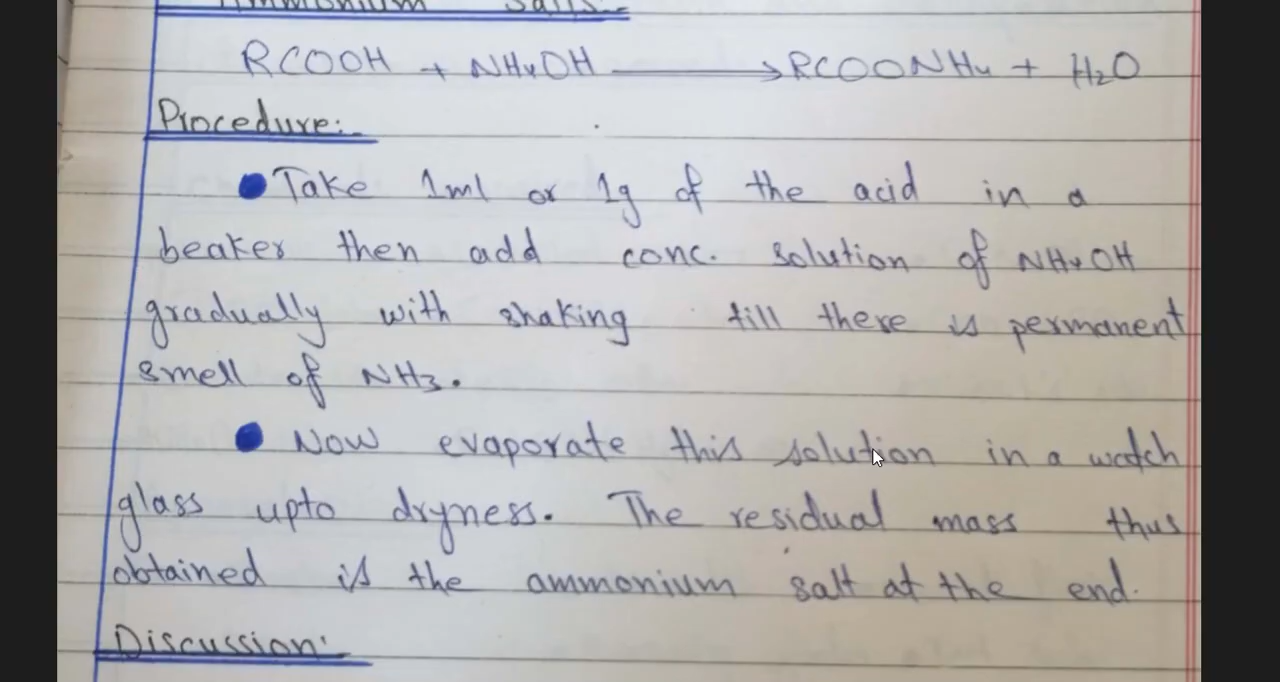 Ammonium Salts:-
RCOOH + NH4OH → RCOONH4 + H2O
Procedure:-
• Take 1ml or 1g of the acid in a
beaker then add conc. solution of NH4OH
gradually with shaking till there is permanent
smell of NH3.
• Now evaporate this solution in a watch
glass upto dryness. The residual mass thus
obtained is the ammonium salt at the end.
Discussion:-